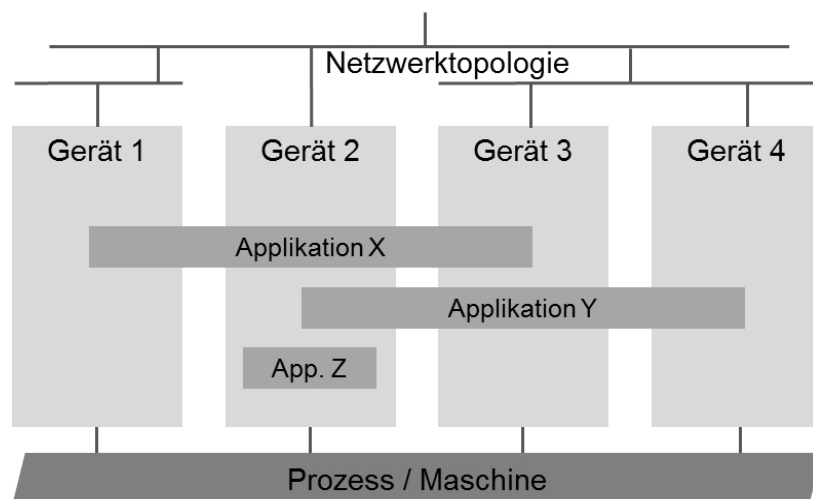 Netzwerktopologie
Gerät 1
Gerät 2
Gerät 3
Gerät 4
Applikation X
Applikation Y
App. Z
Prozess / Maschine